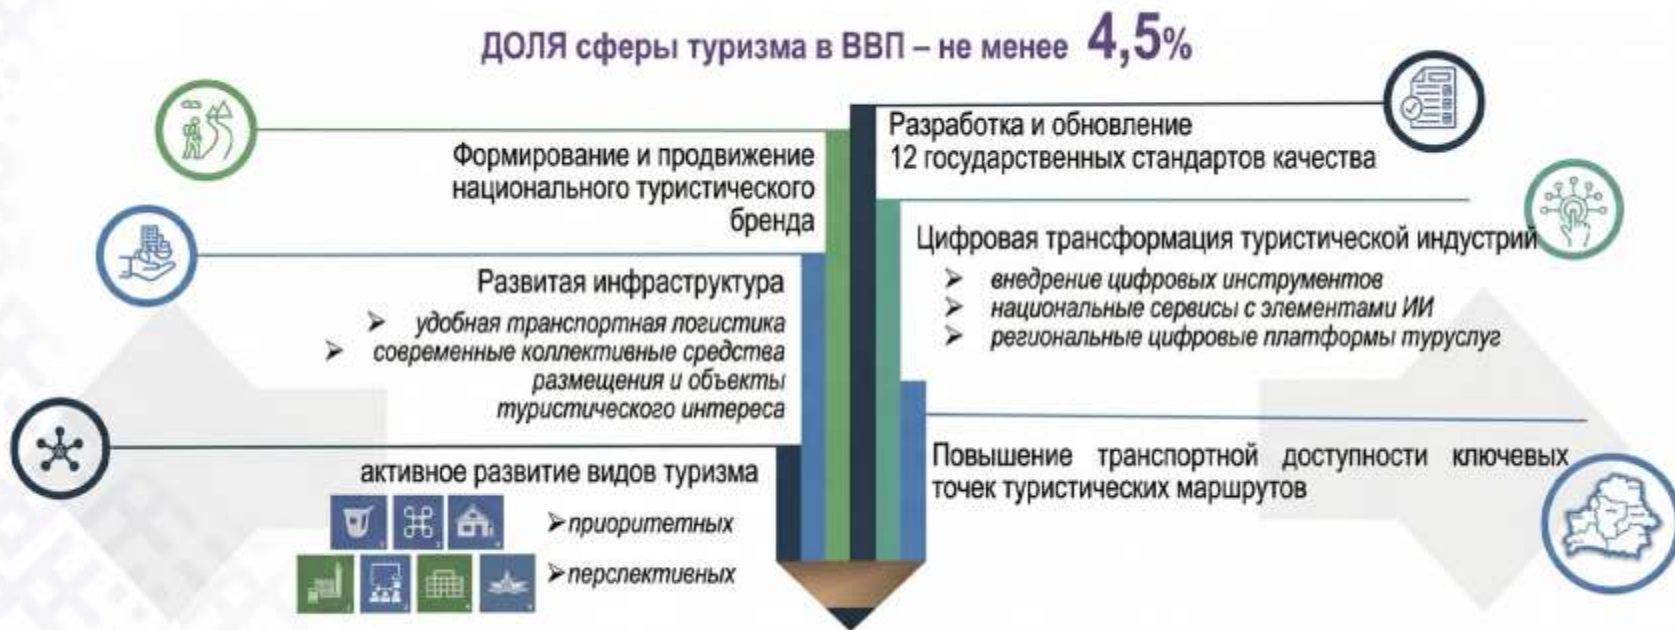 ДОЛЯ сферы туризма в ВВП – не менее 4,5%
Формирование и продвижение
национального туристического
бренда
Развитая инфраструктура
➢ удобная транспортная логистика
➢ современные коллективные средства
размещения и объекты
туристического интереса
активное развитие видов туризма
➢приоритетных
➢перспективных
Разработка и обновление
12 государственных стандартов качества
Цифровая трансформация туристической индустрий
➢ внедрение цифровых инструментов
➢ национальные сервисы с элементами ИИ
➢ региональные цифровые платформы туруслуг
Повышение транспортной доступности ключевых
точек туристических маршрутов